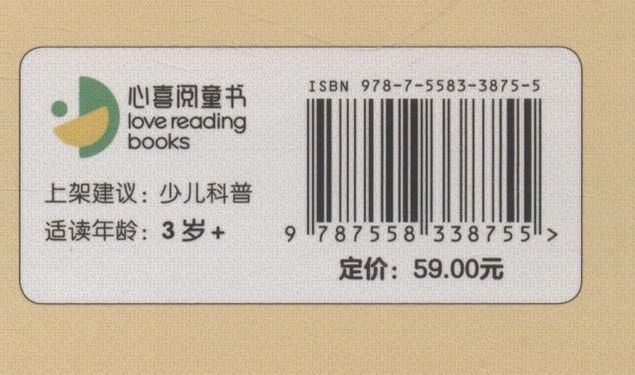 心喜阅童书
love reading
books
上架建议：少儿科普
适读年龄：3岁+
ISBN 978-7-5583-3875-5
9 787558 338755 >
定价：59.00元